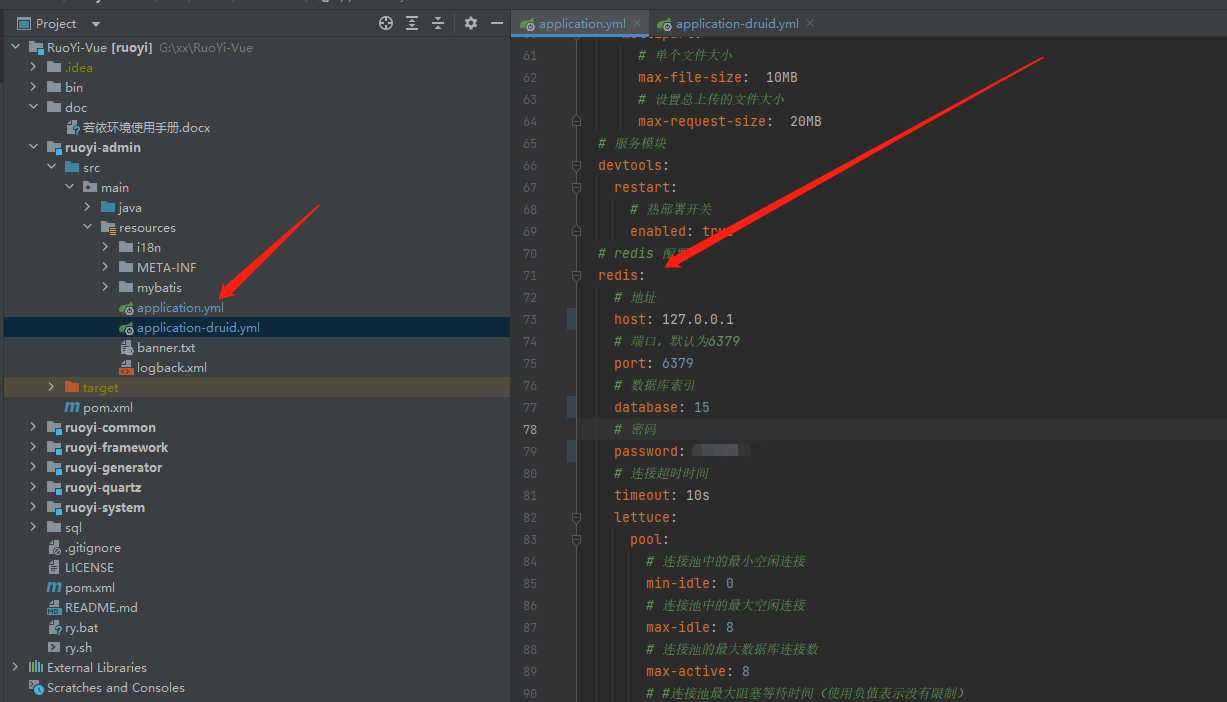 Project
RuoYi-Vue [ruoyi] G:\xx\RuoYi-Vue
.idea
bin
doc
若依环境使用手册.docx
ruoyi-admin
src
main
java
resources
i18n
META-INF
mybatis
application.yml
application-druid.yml
banner.txt
logback.xml
target
pom.xml
ruoyi-common
ruoyi-framework
ruoyi-generator
ruoyi-quartz
ruoyi-system
sql
.gitignore
LICENSE
pom.xml
README.md
ry.bat
ry.sh
External Libraries
Scratches and Consoles
application.yml
application-druid.yml
61 # 单个文件大小
62 max-file-size: 10MB
63 # 设置总上传的文件大小
64 max-request-size: 20MB
65 # 服务模块
66 devtools:
67 restart:
68 # 热部署开关
69 enabled: true
70 # redis 配置
71 redis:
72 # 地址
73 host: 127.0.0.1
74 # 端口，默认为6379
75 port: 6379
76 # 数据库索引
77 database: 15
78 # 密码
79 password:
80 # 连接超时时间
81 timeout: 10s
82 lettuce:
83 pool:
84 # 连接池中的最小空闲连接
85 min-idle: 0
86 # 连接池中的最大空闲连接
87 max-idle: 8
88 # 连接池的最大数据库连接数
89 max-active: 8
90 # #连接池最大阻塞等待时间（使用负值表示没有限制）